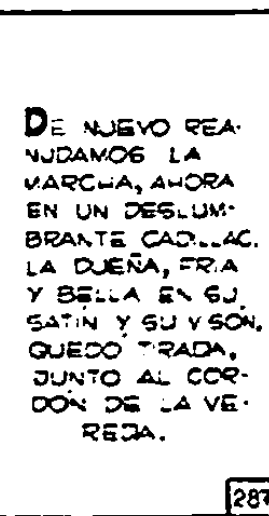 DE NUEVO REA-
NUDAMOS LA
MARCHA, AHORA
EN UN DESLUM-
BRANTE CADILLAC.
LA DUEÑA, FRIA
Y BELLA EN SU
SATIN Y SU VISON,
QUEDO TIRADA,
JUNTO AL COR-
DON DE LA VE-
REDA.
287